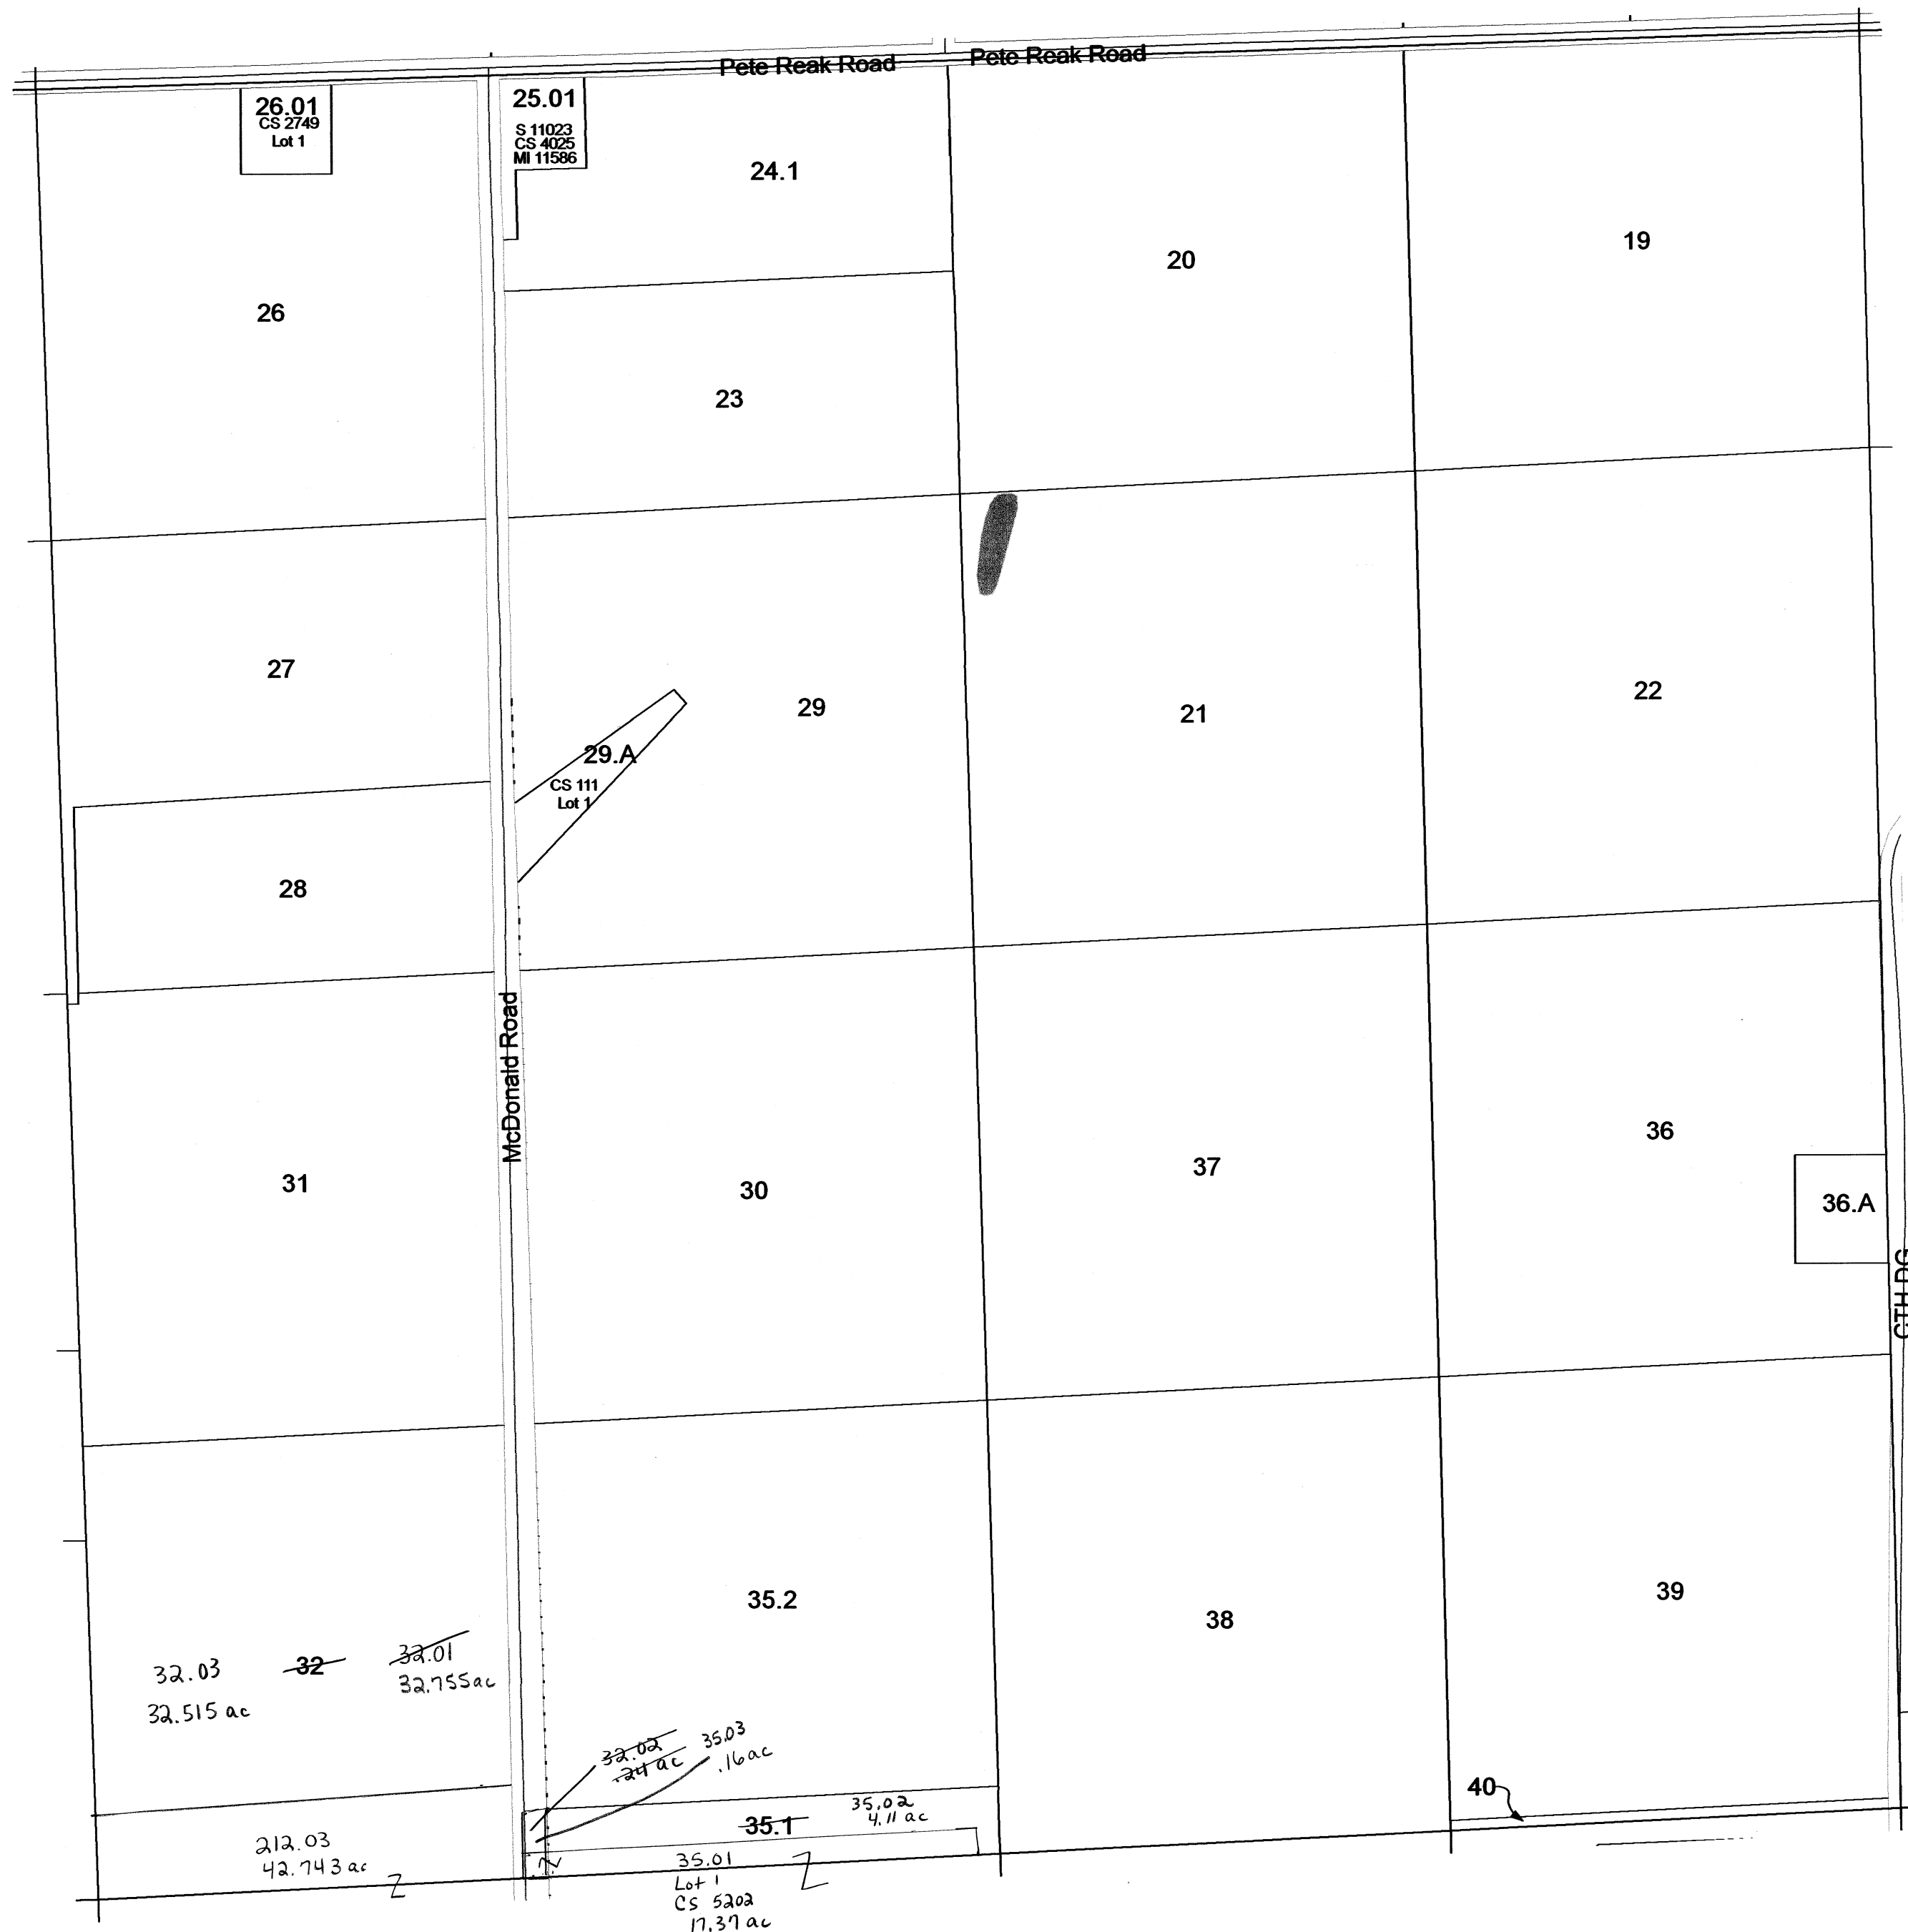 Pete Reak Road
Pete Reak Road
26.01
CS 2749
Lot 1
25.01
S 11023
CS 4025
MI 11586
24.1
20
19
26
23
27
29
21
22
29.A
CS 111
Lot 1
28
McDonald Road
31
30
37
36
36.A
CTH DG
35.2
38
39
32.03
32.515 ac
32
32.01
32.755ac
32.02
.24 ac
35.03
.16ac
40
35.1
35.02
4.11 ac
212.03
42.743 ac
35.01
Lot 1
CS 5202
17.37 ac